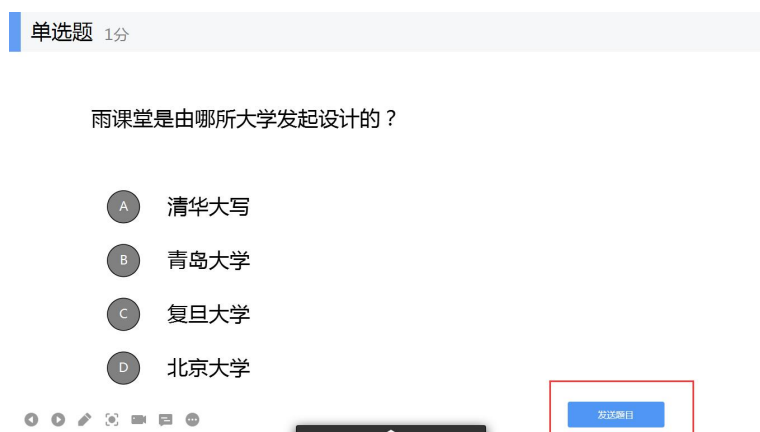 单选题 1分
雨课堂是由哪所大学发起设计的？
A 清华大写
B 青岛大学
C 复旦大学
D 北京大学
发送题目